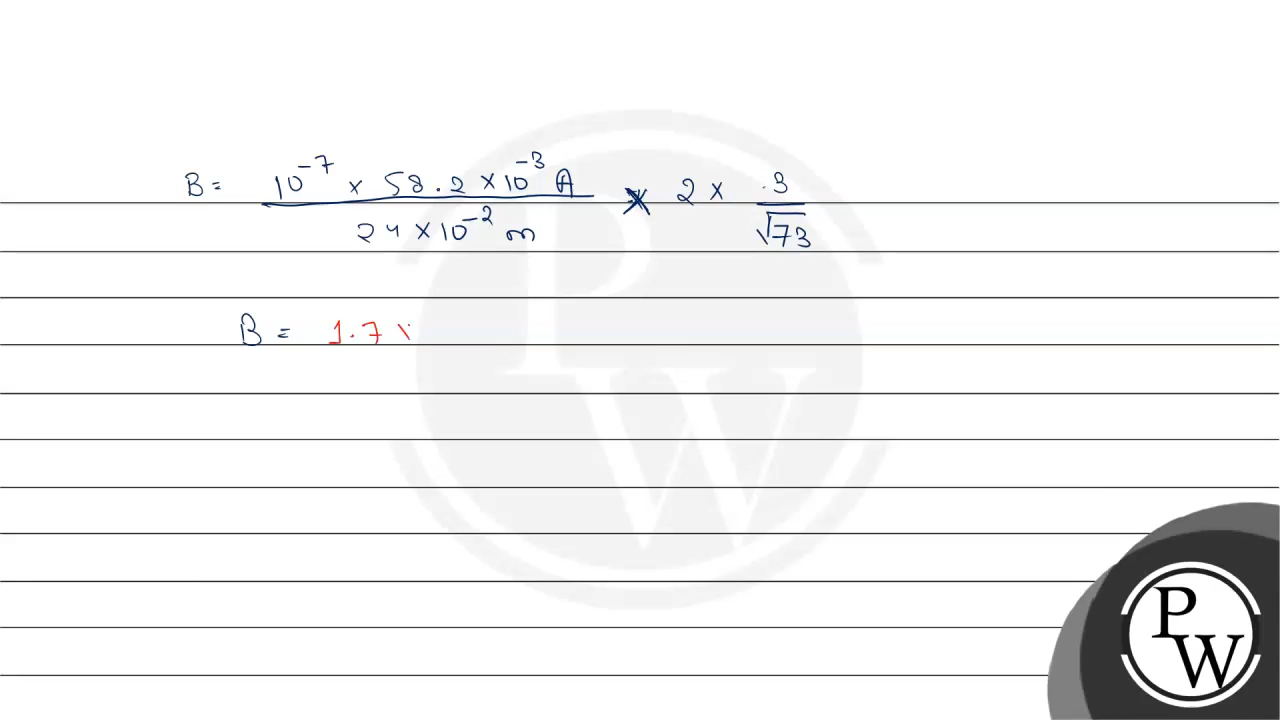 B = 10^-7 × 58.2 × 10^-3 A / 24 × 10^-2 m × 2 × .3 / √73
B = 1.7 ×
P
W
P
W